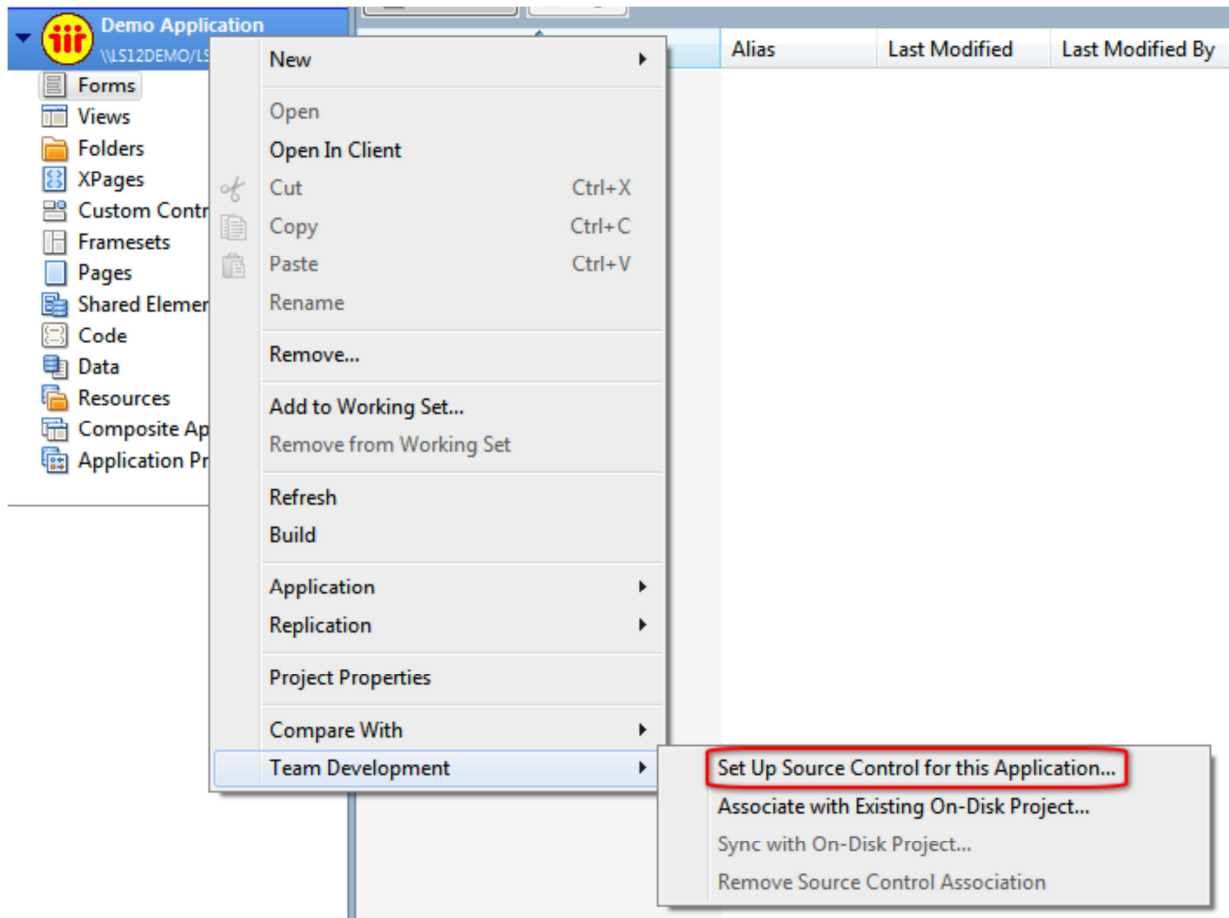 Demo Application
\\LS12DEMO/LS
Forms
Views
Folders
XPages
Custom Contr
Framesets
Pages
Shared Elemer
Code
Data
Resources
Composite Ap
Application Pr
Alias Last Modified Last Modified By
New
Open
Open In Client
Cut Ctrl+X
Copy Ctrl+C
Paste Ctrl+V
Rename
Remove...
Add to Working Set...
Remove from Working Set
Refresh
Build
Application
Replication
Project Properties
Compare With
Team Development
Set Up Source Control for this Application...
Associate with Existing On-Disk Project...
Sync with On-Disk Project...
Remove Source Control Association